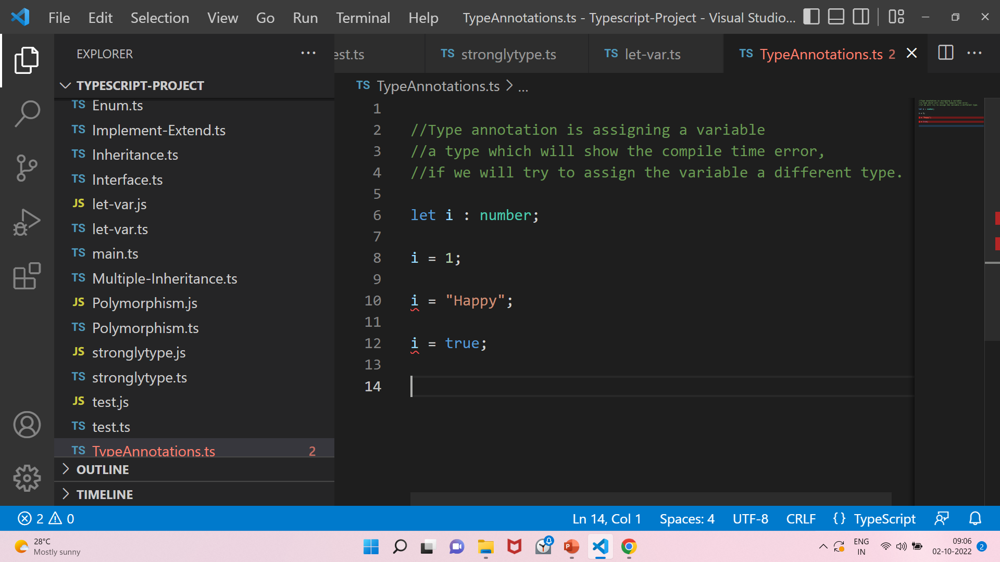 File Edit Selection View Go Run Terminal Help TypeAnnotations.ts - Typescript-Project - Visual Studio...
EXPLORER
est.ts
TS stronglytype.ts
TS let-var.ts
TS TypeAnnotations.ts 2
TYPESCRIPT-PROJECT
TS Enum.ts
TS Implement-Extend.ts
TS Inheritance.ts
TS Interface.ts
JS let-var.js
TS let-var.ts
TS main.ts
TS Multiple-Inheritance.ts
JS Polymorphism.js
TS Polymorphism.ts
JS stronglytype.js
TS stronglytype.ts
JS test.js
TS test.ts
TS TypeAnnotations.ts 2
OUTLINE
TIMELINE
TS TypeAnnotations.ts > ...
1
2 //Type annotation is assigning a variable
3 //a type which will show the compile time error,
4 //if we will try to assign the variable a different type.
5
6 let i : number;
7
8 i = 1;
9
10 i = "Happy";
11
12 i = true;
13
14
2 0
Ln 14, Col 1 Spaces: 4 UTF-8 CRLF {} TypeScript
28°C
Mostly sunny
ENG
IN
09:06
02-10-2022
2